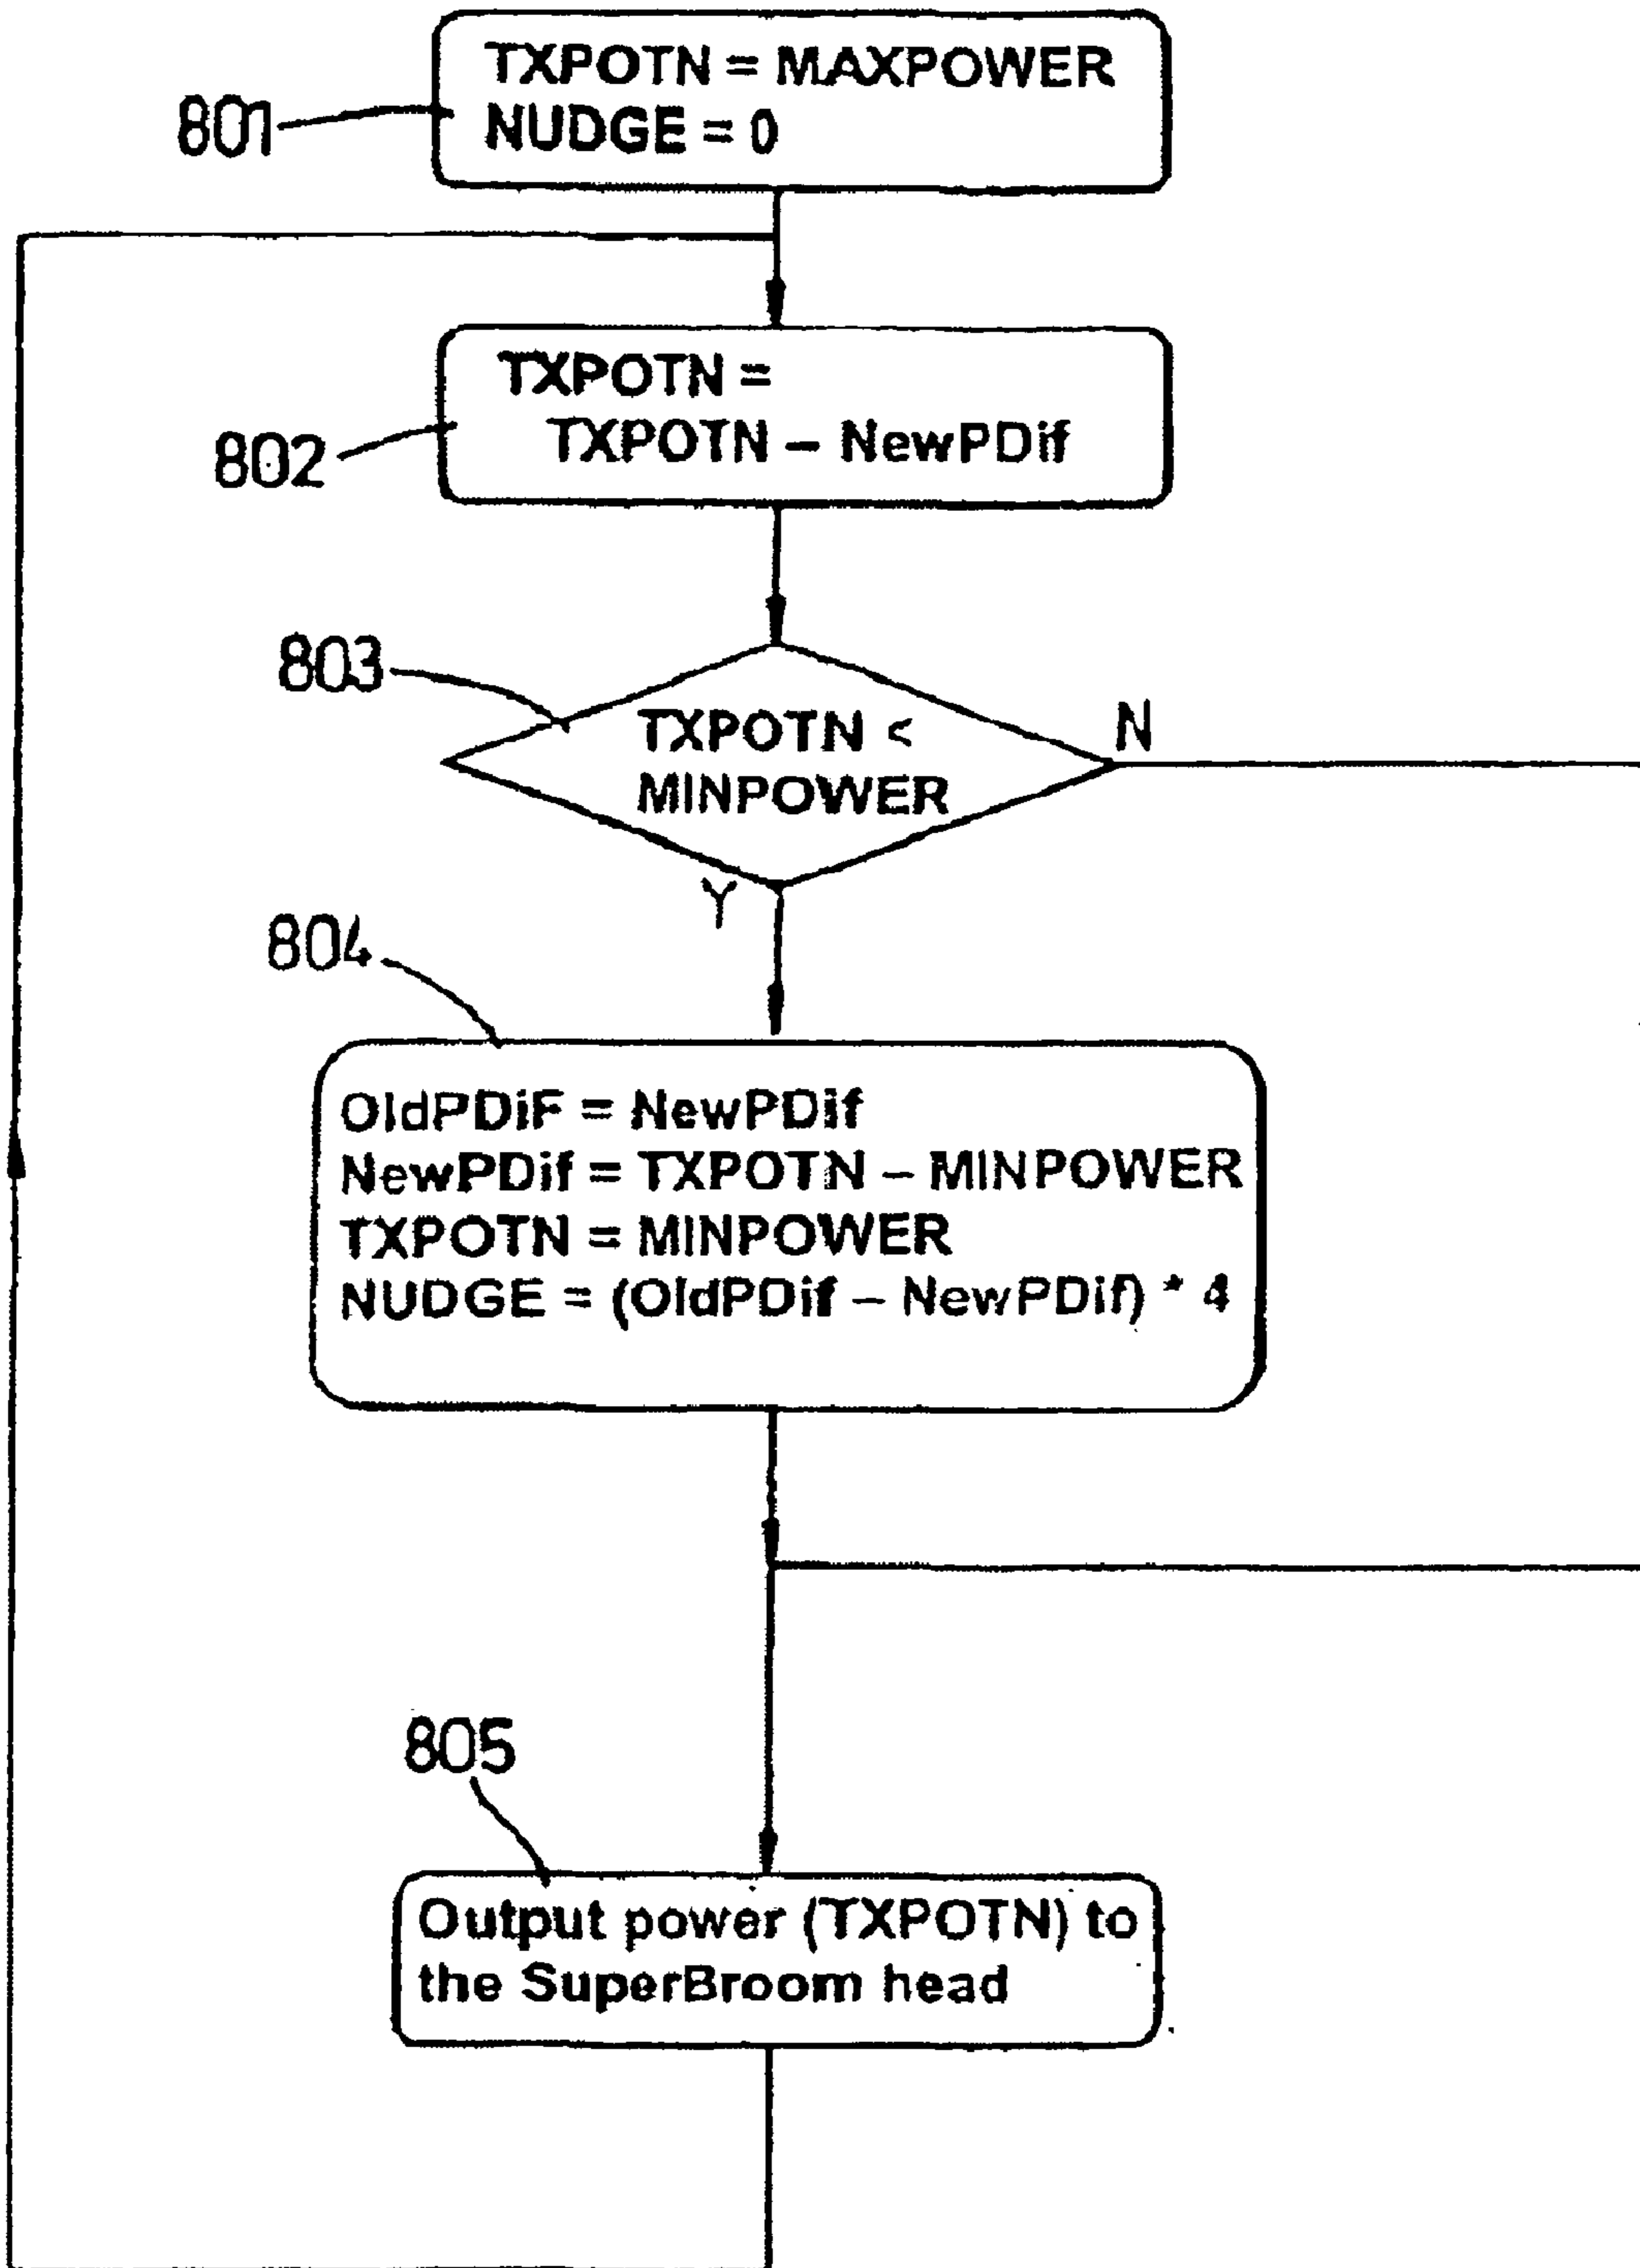 TXPOTN = MAXPOWER
NUDGE = 0
801
TXPOTN =
TXPOTN – NewPDif
802
803
TXPOTN <
MINPOWER
N
Y
804
OldPDiF = NewPDif
NewPDif = TXPOTN – MINPOWER
TXPOTN = MINPOWER
NUDGE = (OldPDif – NewPDif) * 4
805
Output power (TXPOTN) to
the SuperBroom head